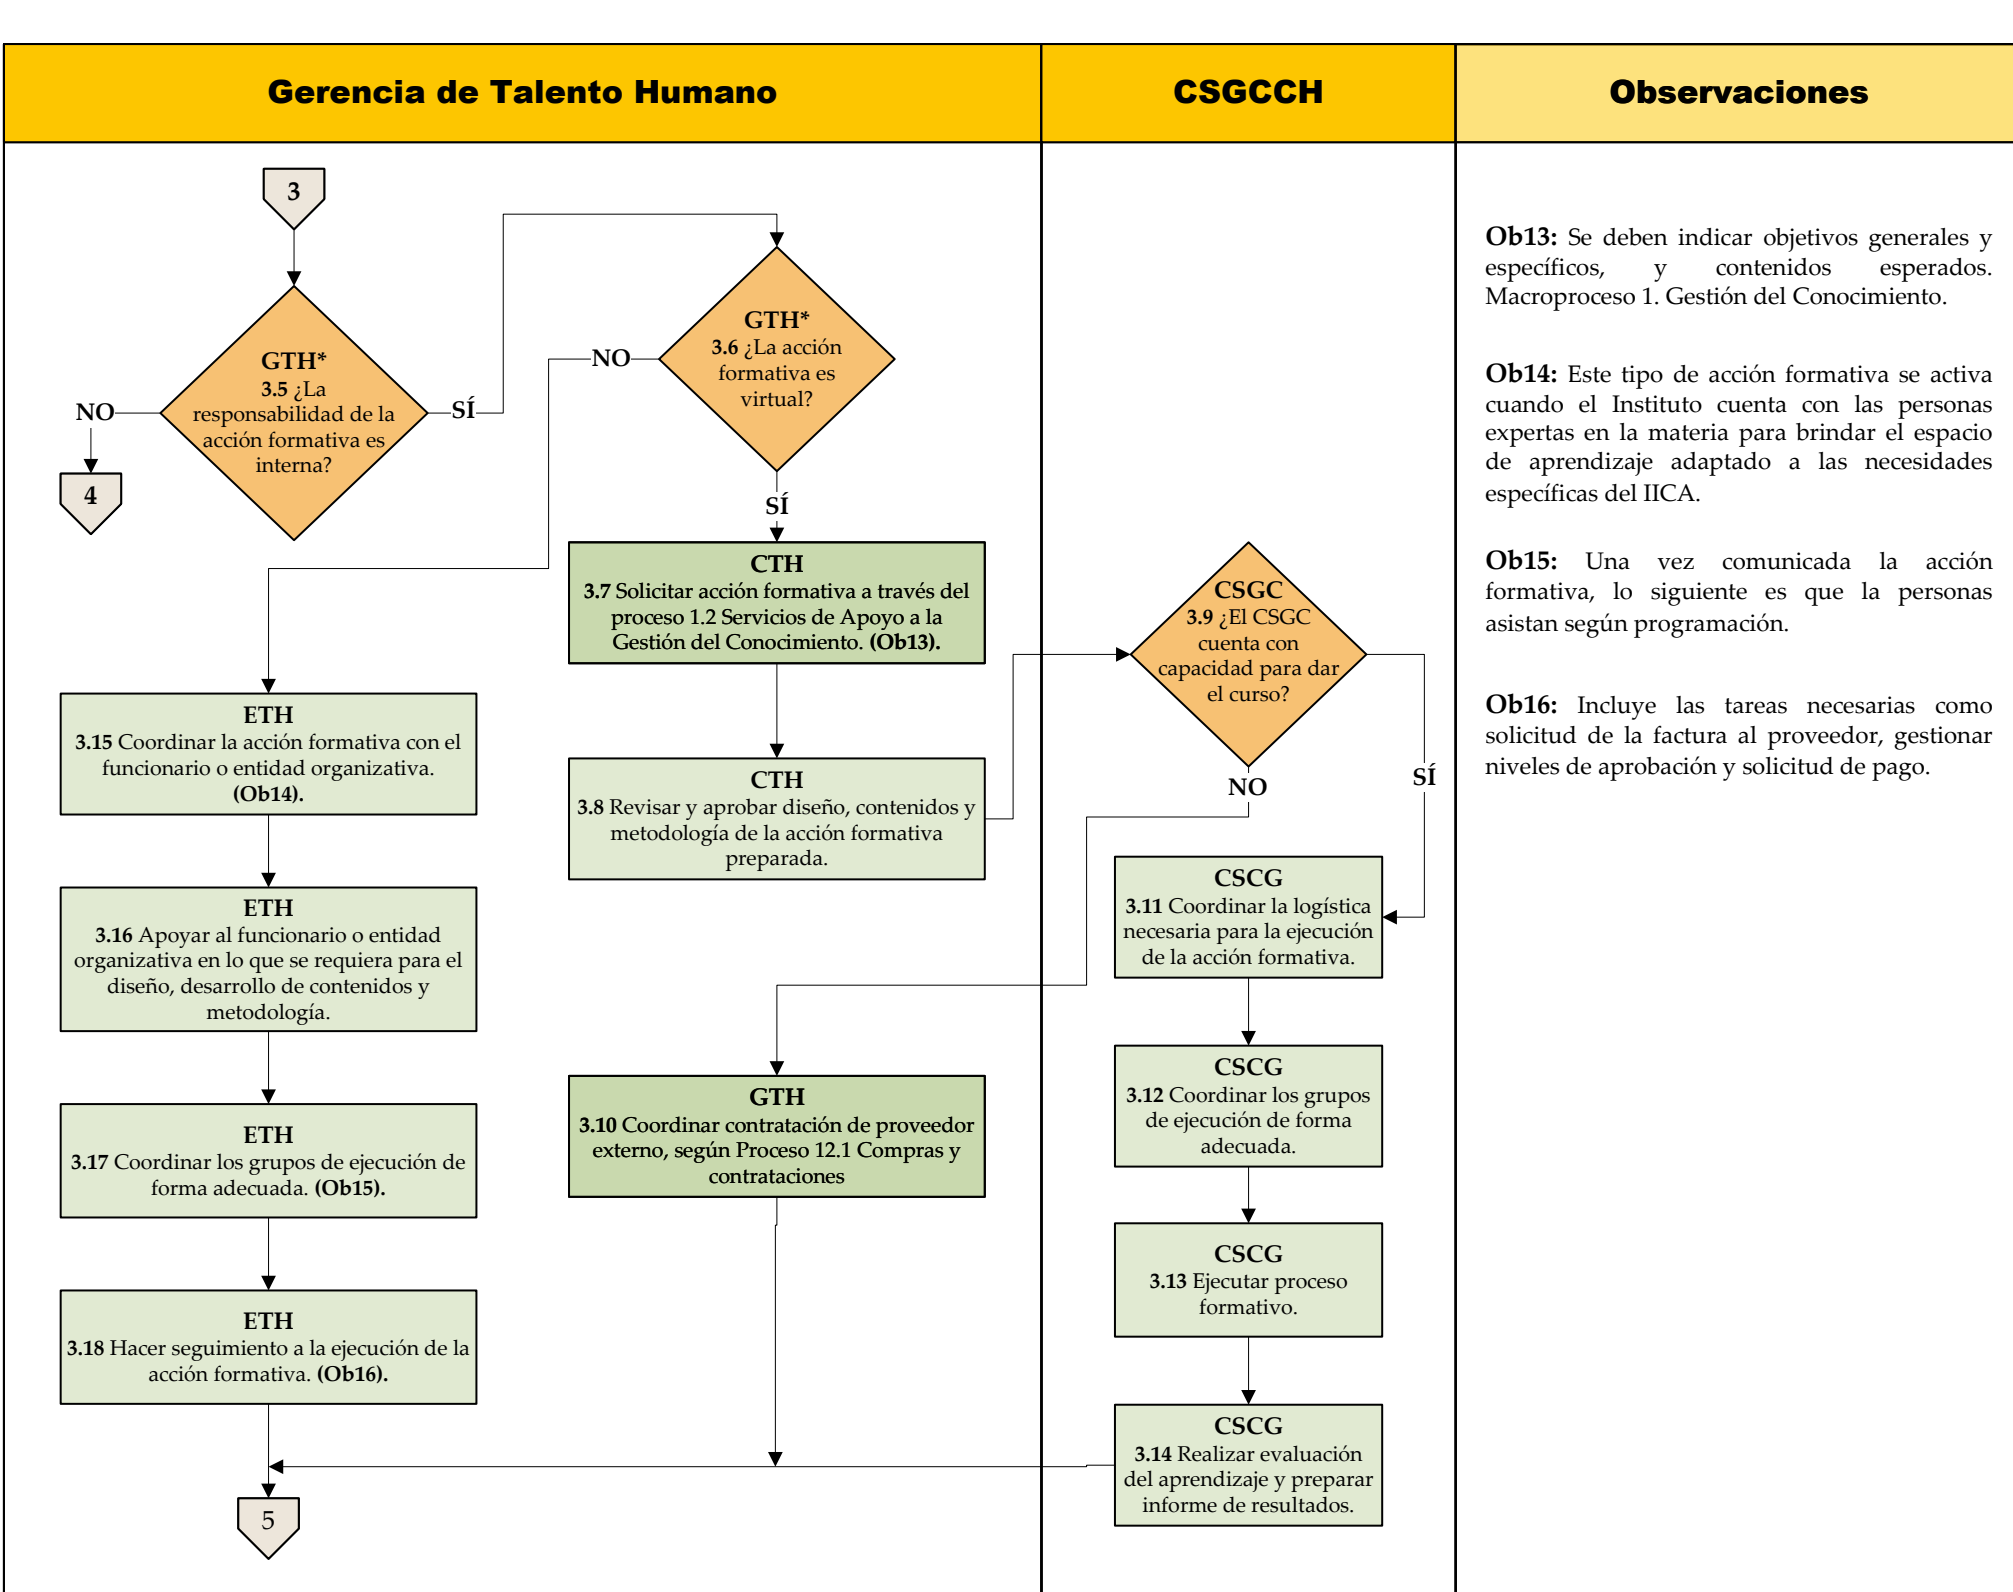 Gerencia de Talento Humano
CSGCCH
Observaciones
3
GTH*
3.5 ¿La
responsabilidad de la
acción formativa es
interna?
NO
SÍ
4
GTH*
3.6 ¿La acción
formativa es
virtual?
NO
SÍ
CTH
3.7 Solicitar acción formativa a través del
proceso 1.2 Servicios de Apoyo a la
Gestión del Conocimiento. (Ob13).
CTH
3.8 Revisar y aprobar diseño, contenidos y
metodología de la acción formativa
preparada.
CSGC
3.9 ¿El CSGC
cuenta con
capacidad para dar
el curso?
NO
SÍ
GTH
3.10 Coordinar contratación de proveedor
externo, según Proceso 12.1 Compras y
contrataciones
CSCG
3.11 Coordinar la logística
necesaria para la ejecución
de la acción formativa.
CSCG
3.12 Coordinar los grupos
de ejecución de forma
adecuada.
CSCG
3.13 Ejecutar proceso
formativo.
CSCG
3.14 Realizar evaluación
del aprendizaje y preparar
informe de resultados.
ETH
3.15 Coordinar la acción formativa con el
funcionario o entidad organizativa.
(Ob14).
ETH
3.16 Apoyar al funcionario o entidad
organizativa en lo que se requiera para el
diseño, desarrollo de contenidos y
metodología.
ETH
3.17 Coordinar los grupos de ejecución de
forma adecuada. (Ob15).
ETH
3.18 Hacer seguimiento a la ejecución de la
acción formativa. (Ob16).
5
Ob13: Se deben indicar objetivos generales y
específicos, y contenidos esperados.
Macroproceso 1. Gestión del Conocimiento.
Ob14: Este tipo de acción formativa se activa
cuando el Instituto cuenta con las personas
expertas en la materia para brindar el espacio
de aprendizaje adaptado a las necesidades
específicas del IICA.
Ob15: Una vez comunicada la acción
formativa, lo siguiente es que la personas
asistan según programación.
Ob16: Incluye las tareas necesarias como
solicitud de la factura al proveedor, gestionar
niveles de aprobación y solicitud de pago.